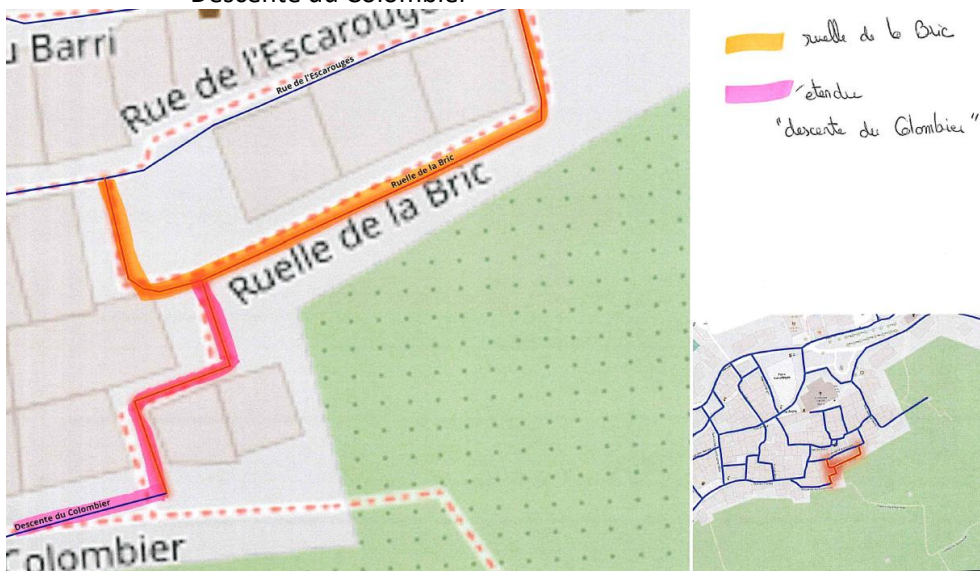 Descente du Colombier
u Barri
Rue de l'Escarouges
Rue de l'Escarouges
Ruelle de la Bric
Ruelle de la Bric
Descente du Colombier
Colombier
ruelle de la Bric
étendue
"descente du Colombier"